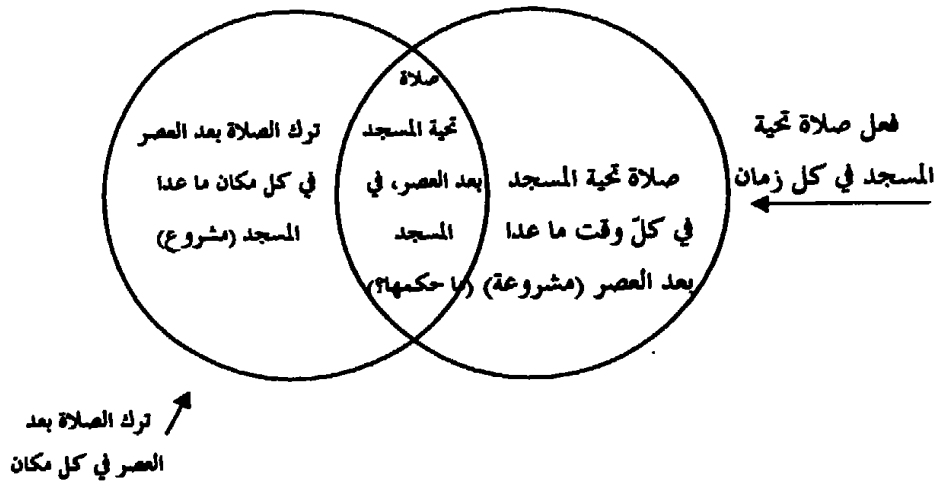 فعل صلاة تحية
المسجد في كل زمان
صلاة تحية المسجد
في كلّ وقت ما عدا
بعد العصر (مشروعة)
صلاة
تحية المسجد
بعد العصر، في
المسجد
(ما حكمها؟)
ترك الصلاة بعد العصر
في كل مكان ما عدا
المسجد (مشروع)
ترك الصلاة بعد
العصر في كل مكان